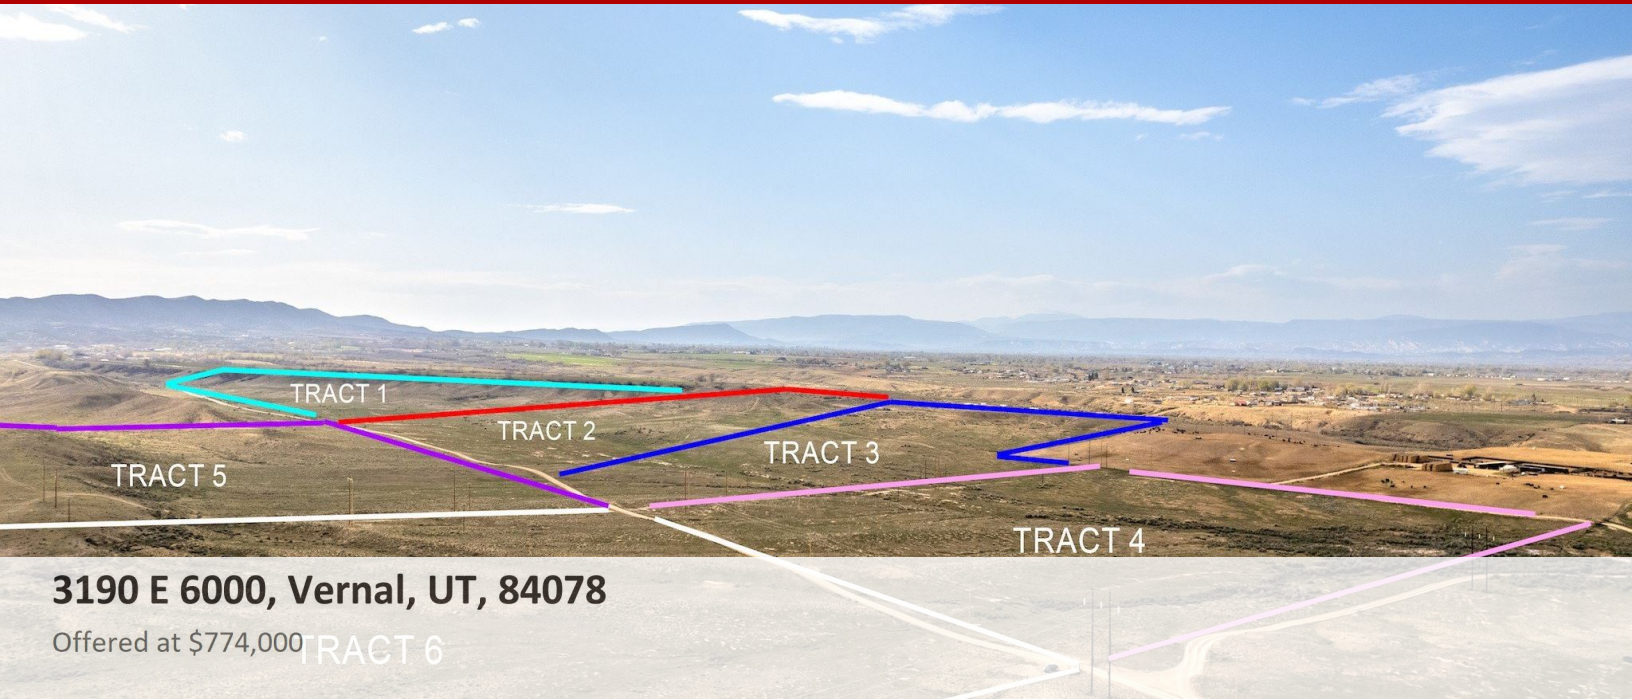 TRACT 1
TRACT 2
TRACT 3
TRACT 5
TRACT 4
3190 E 6000, Vernal, UT, 84078
Offered at $774,000
TRACT 6